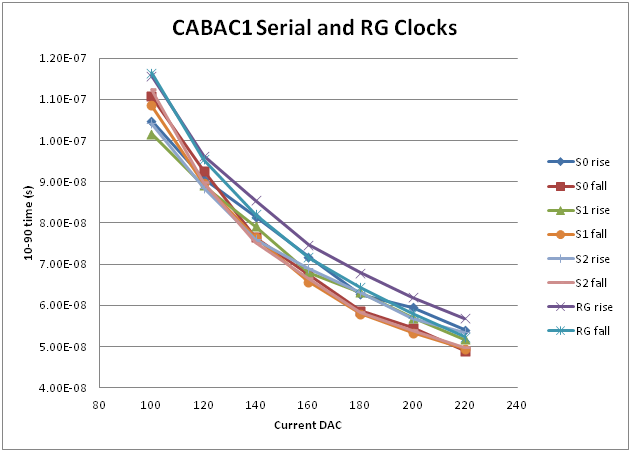 CABAC1 Serial and RG Clocks
1.20E-07
1.10E-07
1.00E-07
9.00E-08
8.00E-08
7.00E-08
6.00E-08
5.00E-08
4.00E-08
10-90 time (s)
80 100 120 140 160 180 200 220 240
Current DAC
S0 rise
S0 fall
S1 rise
S1 fall
S2 rise
S2 fall
RG rise
RG fall